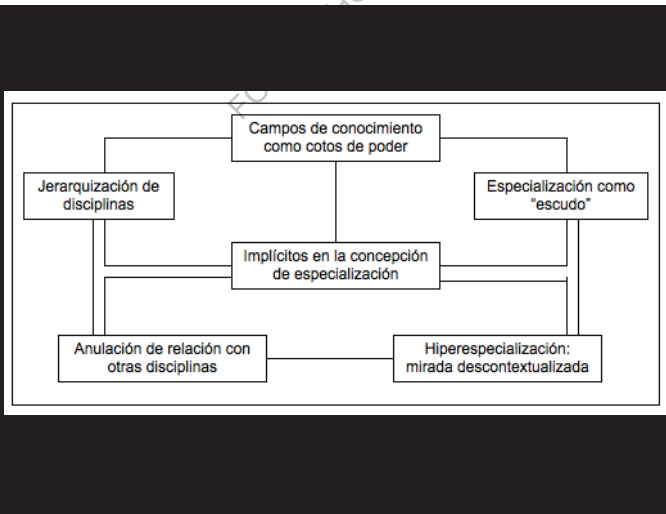 Campos de conocimiento
como cotos de poder
Jerarquización de
disciplinas
Especialización como
“escudo”
Implícitos en la concepción
de especialización
Anulación de relación con
otras disciplinas
Hiperespecialización:
mirada descontextualizada